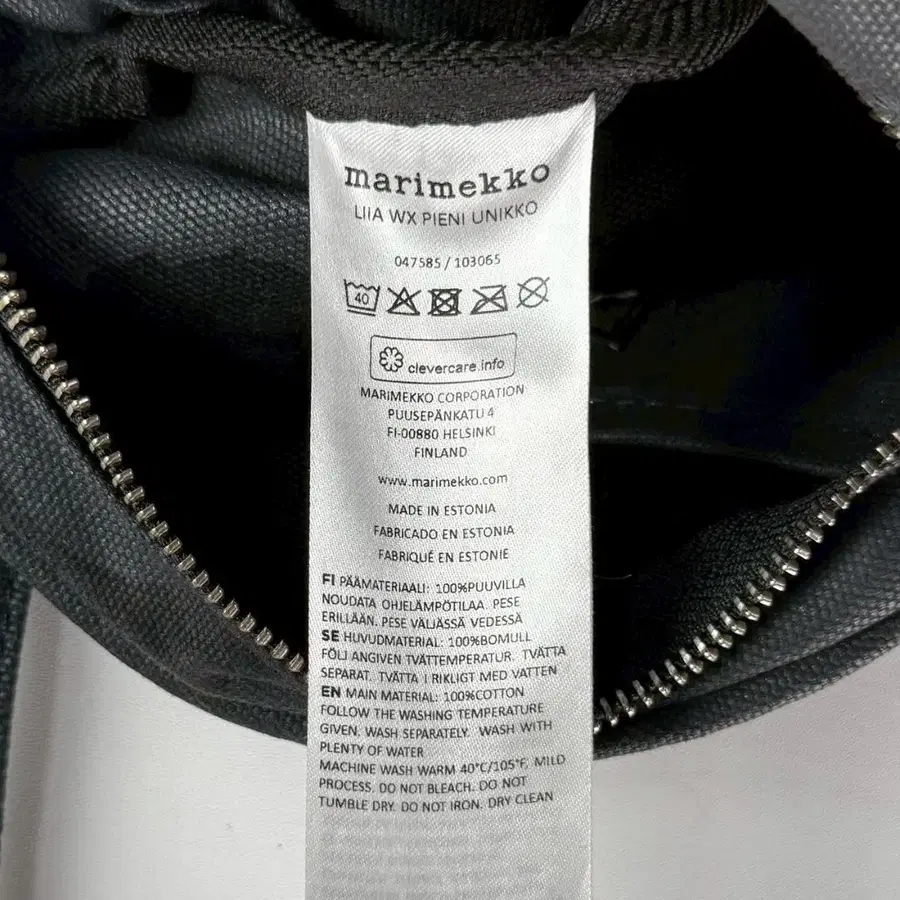 marimekko
LIIA WX PIENI UNIKKO
047585 / 103065
40
clevercare.info
MARIMEKKO CORPORATION
PUUSEPÄNKATU 4
FI-00880 HELSINKI
FINLAND
www.marimekko.com
MADE IN ESTONIA
FABRICADO EN ESTONIA
FABRIQUÉ EN ESTONIE
FI PÄÄMATERIAALI: 100%PUUVILLA
NOUDATA OHJELÄMPÖTILAA. PESE
ERILLÄÄN. PESE VÄLJÄSSÄ VEDESSÄ
SE HUVUDMATERIAL: 100%BOMULL
FÖLJ ANGIVEN TVÄTTEMPERATUR. TVÄTTA
SEPARAT. TVÄTTA I RIKLIGT MED VATTEN
EN MAIN MATERIAL: 100%COTTON
FOLLOW THE WASHING TEMPERATURE
GIVEN. WASH SEPARATELY. WASH WITH
PLENTY OF WATER
MACHINE WASH WARM 40°C/105°F, MILD
PROCESS. DO NOT BLEACH. DO NOT
TUMBLE DRY. DO NOT IRON. DRY CLEAN